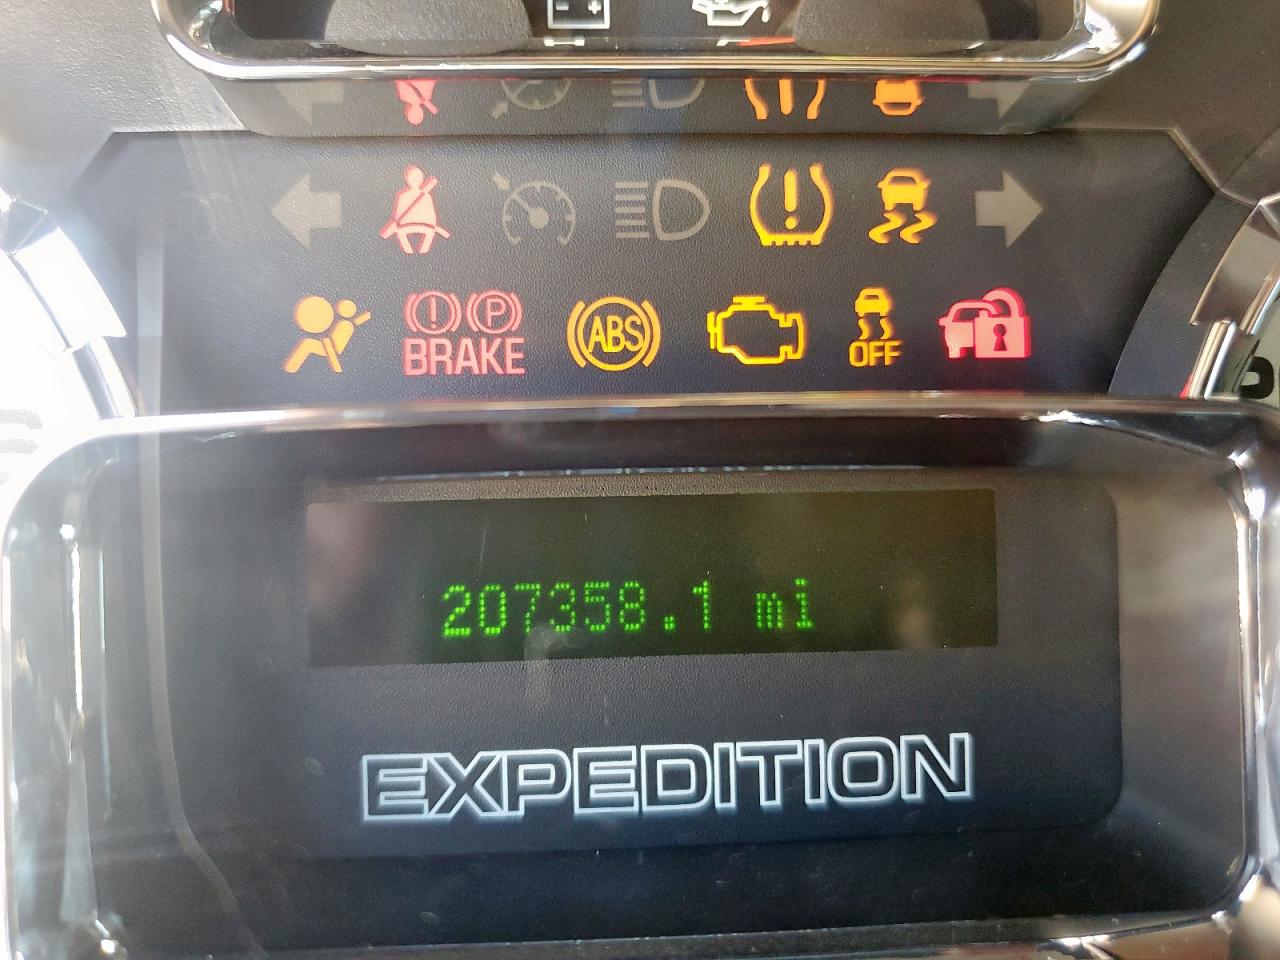 P
BRAKE
ABS
OFF
207358.1 mi
EXPEDITION